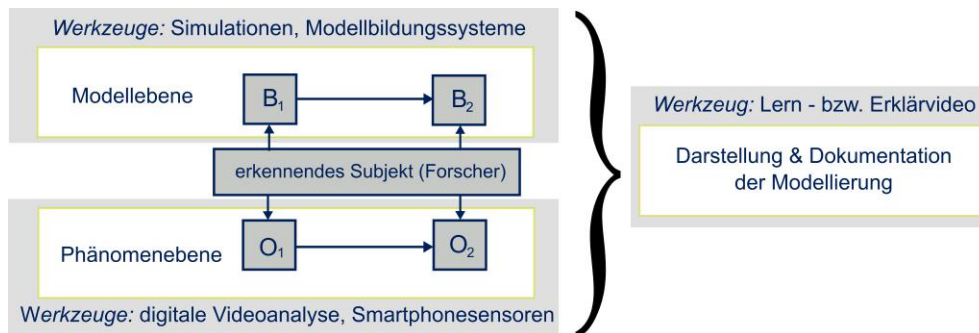 Werkzeuge: Simulationen, Modellbildungssysteme
Modellebene
B₁
B₂
erkennendes Subjekt (Forscher)
Phänomenebene
O₁
O₂
Werkzeuge: digitale Videoanalyse, Smartphonesensoren
Werkzeug: Lern - bzw. Erklärvideo
Darstellung & Dokumentation
der Modellierung